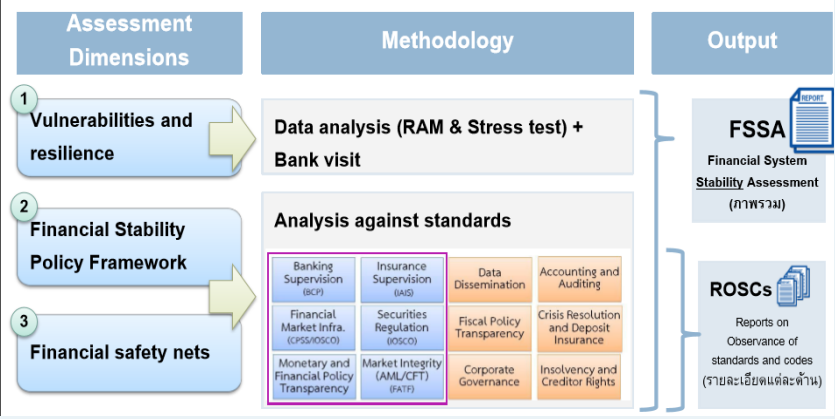 Assessment
Dimensions
Methodology
Output
1
Vulnerabilities and
resilience
Data analysis (RAM & Stress test) +
Bank visit
2
Financial Stability
Policy Framework
3
Financial safety nets
Analysis against standards
Banking
Supervision
(BCP)
Insurance
Supervision
(IAIS)
Data
Dissemination
Accounting and
Auditing
Financial
Market Infra.
(CPSS/IOSCO)
Securities
Regulation
(IOSCO)
Fiscal Policy
Transparency
Crisis Resolution
and Deposit
Insurance
Monetary and
Financial Policy
Transparency
Market Integrity
(AML/CFT)
(FATF)
Corporate
Governance
Insolvency and
Creditor Rights
REPORT
FSSA
Financial System
Stability Assessment
(ภาพรวม)
ROSCs
Reports on
Observance of
standards and codes
(รายละเอียดแต่ละด้าน)